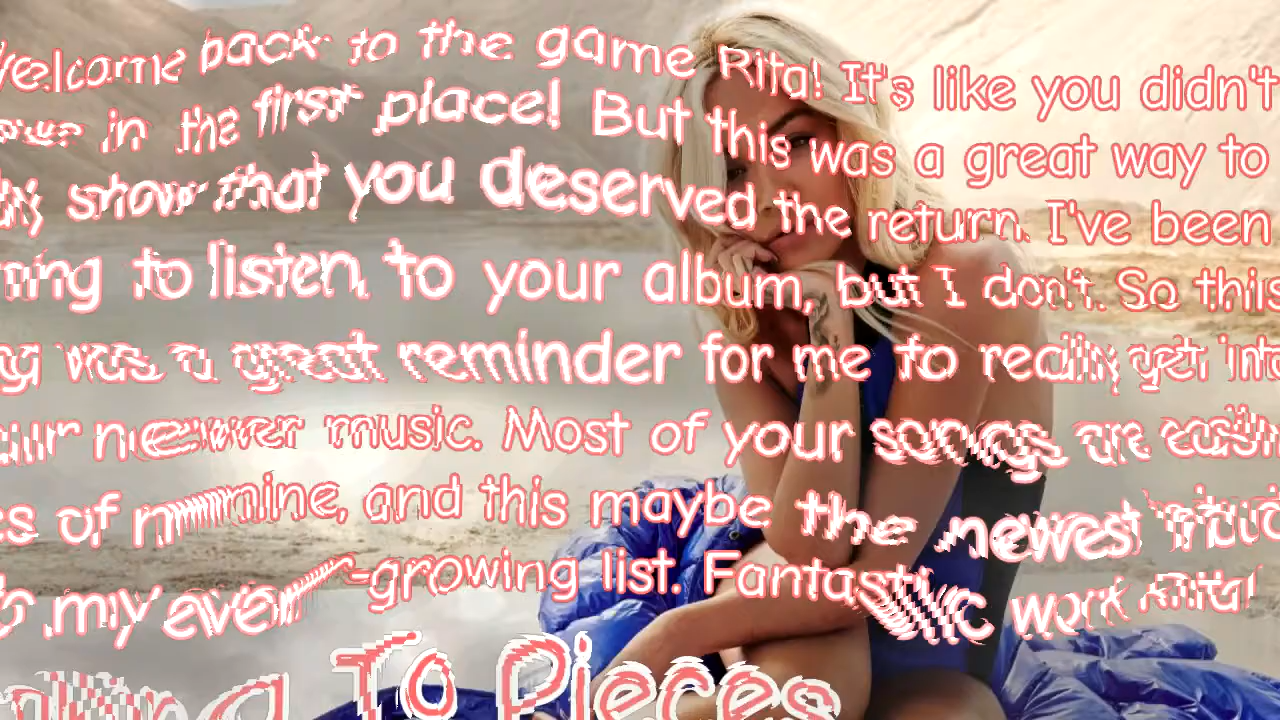 Welcome back to the game Rita! It's like you didn't
in the first place! But this was a great way to
show that you deserved the return. I've been
to listen to your album, but I don't. So this
was a great reminder for me to really get
newer music. Most of your songs are
of mine, and this maybe the newest
my ever-growing list. Fantastic work Rita!
To Pieces